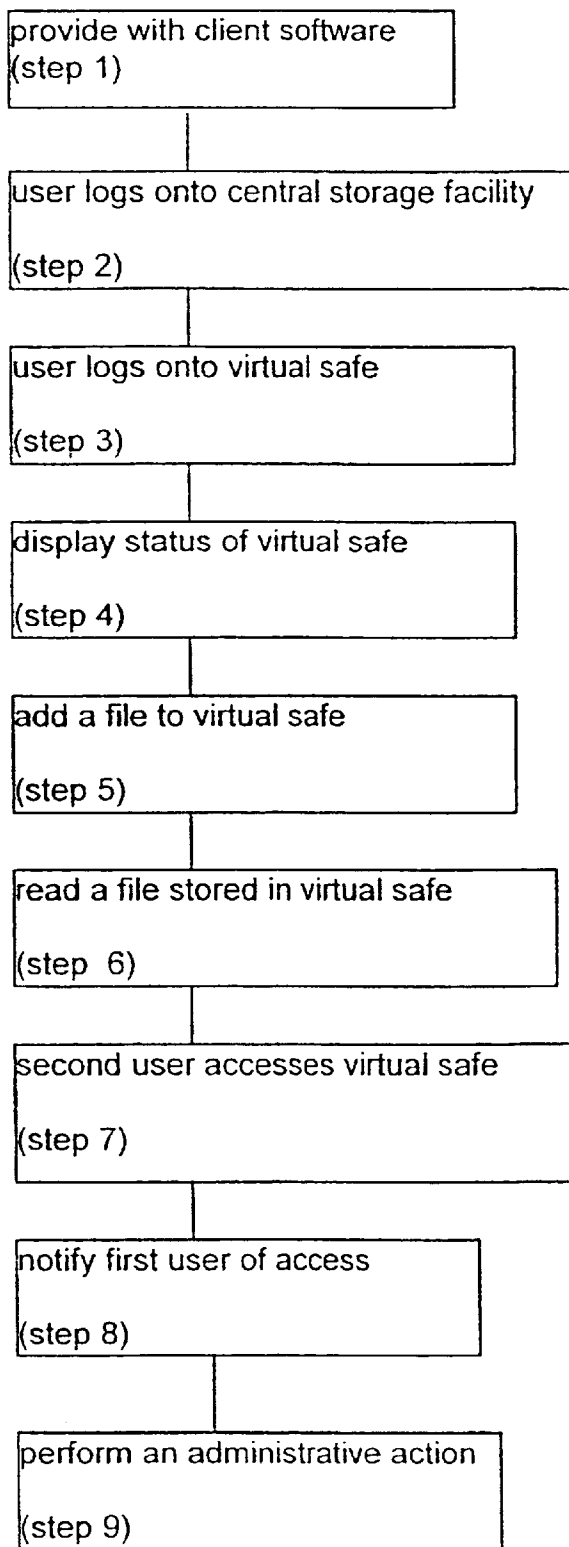 provide with client software
(step 1)
user logs onto central storage facility
(step 2)
user logs onto virtual safe
(step 3)
display status of virtual safe
(step 4)
add a file to virtual safe
(step 5)
read a file stored in virtual safe
(step 6)
second user accesses virtual safe
(step 7)
notify first user of access
(step 8)
perform an administrative action
(step 9)